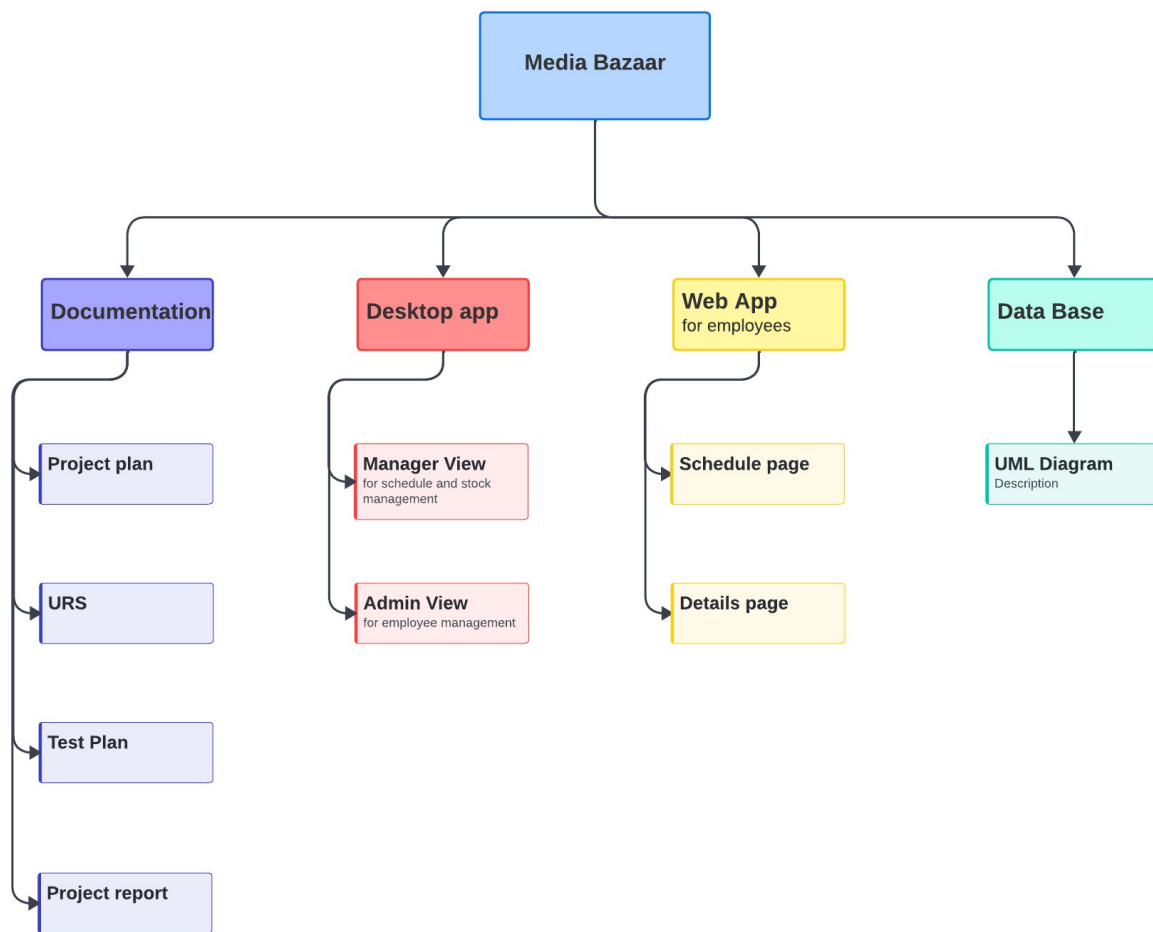 Media Bazaar
Documentation
Desktop app
Web App
for employees
Data Base
Project plan
Manager View
for schedule and stock
management
Schedule page
UML Diagram
Description
URS
Admin View
for employee management
Details page
Test Plan
Project report